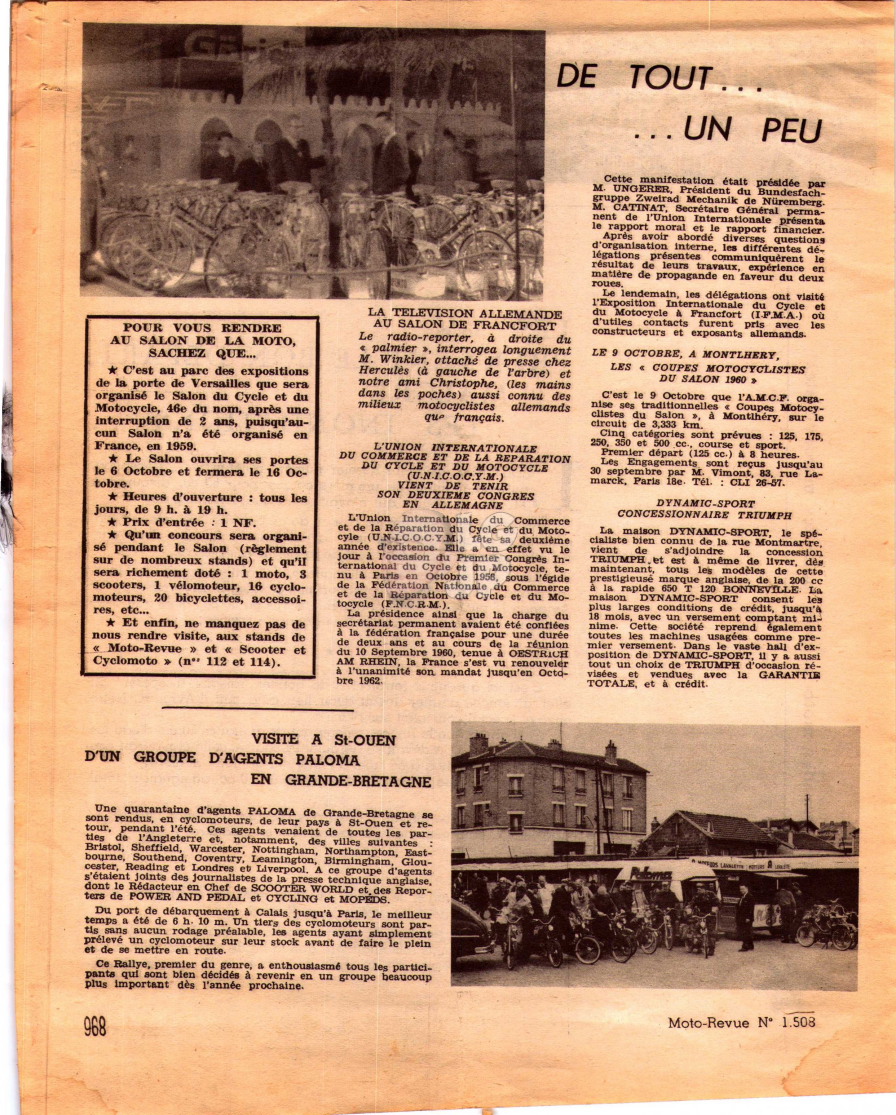 DE TOUT...
...UN PEU
Cette manifestation était présidée par
M. UNGERER, Président du Bundesfach-
gruppe Zweirad Mechanik de Nüremberg.
M. CATINAT, Secrétaire Général perma-
nent de l'Union Internationale présenta
le rapport moral et le rapport financier.
Après avoir abordé diverses questions
d'organisation interne, les différentes dé-
légations présentes communiquèrent le
résultat de leurs travaux, expérience en
matière de propagande en faveur du deux
roues.
Le lendemain, les délégations ont visité
l'Exposition Internationale du Cycle et
du Motocycle à Francfort (I.F.M.A.) où
d'utiles contacts furent pris avec les
constructeurs et exposants allemands.
LE 9 OCTOBRE, A MONTLHERY,
LES « COUPES MOTOCYCLISTES
DU SALON 1960 »
C'est le 9 Octobre que l'A.M.C.F. orga-
nise ses traditionnelles « Coupes Motocy-
clistes du Salon », à Montlhéry, sur le
circuit de 3,333 km.
Cinq catégories sont prévues : 125, 175,
250, 350 et 500 cc., course et sport.
Premier départ (125 cc.) à 8 heures.
Les Engagements sont reçus jusqu'au
30 septembre par M. Vimont, 83, rue La-
marck, Paris 18e. Tél. : CLI 26-57.
DYNAMIC-SPORT
CONCESSIONNAIRE TRIUMPH
La maison DYNAMIC-SPORT, le spé-
cialiste bien connu de la rue Montmartre,
vient de s'adjoindre la concession
TRIUMPH, et est à même de livrer, dès
maintenant, tous les modèles de cette
prestigieuse marque anglaise, de la 200 cc
à la rapide 650 T 120 BONNEVILLE. La
maison DYNAMIC-SPORT consent les
plus larges conditions de crédit, jusqu'à
18 mois, avec un versement comptant mi-
nime. Cette société reprend également
toutes les machines usagées comme pre-
mier versement. Dans le vaste hall d'ex-
position de DYNAMIC-SPORT, il y a aussi
tout un choix de TRIUMPH d'occasion ré-
visées et vendues avec la GARANTIE
TOTALE, et à crédit.
POUR VOUS RENDRE
AU SALON DE LA MOTO,
SACHEZ QUE...
★ C'est au parc des expositions
de la porte de Versailles que sera
organisé le Salon du Cycle et du
Motocycle, 46e du nom, après une
interruption de 2 ans, puisqu'au-
cun Salon n'a été organisé en
France, en 1959.
★ Le Salon ouvrira ses portes
le 6 Octobre et fermera le 16 Oc-
tobre.
★ Heures d'ouverture : tous les
jours, de 9 h. à 19 h.
★ Prix d'entrée : 1 NF.
★ Qu'un concours sera organi-
sé pendant le Salon (règlement
sur de nombreux stands) et qu'il
sera richement doté : 1 moto, 3
scooters, 1 vélomoteur, 16 cyclo-
moteurs, 20 bicyclettes, accessoi-
res, etc...
★ Et enfin, ne manquez pas de
nous rendre visite, aux stands de
« Moto-Revue » et « Scooter et
Cyclomoto » (nos 112 et 114).
LA TELEVISION ALLEMANDE
AU SALON DE FRANCFORT
Le radio-reporter, à droite du
« palmier », interrogea longuement
M. Winkier, attaché de presse chez
Herculès (à gauche de l'arbre) et
notre ami Christophe, (les mains
dans les poches) aussi connu des
milieux motocyclistes allemands
que français.
L'UNION INTERNATIONALE
DU COMMERCE ET DE LA REPARATION
DU CYCLE ET DU MOTOCYCLE
(U.N.I.C.O.C.Y.M.)
VIENT DE TENIR
SON DEUXIEME CONGRES
EN ALLEMAGNE
L'Union Internationale du Commerce
et de la Réparation du Cycle et du Moto-
cyle (U.N.I.C.O.C.Y.M.) fête sa deuxième
année d'existence. Elle a en effet vu le
jour à l'occasion du Premier Congrès In-
ternational du Cycle et du Motocycle, te-
nu à Paris en Octobre 1958, sous l'égide
de la Fédération Nationale du Commerce
et de la Réparation du Cycle et du Mo-
tocycle (F.N.C.R.M.).
La présidence ainsi que la charge du
secrétariat permanent avaient été confiées
à la fédération française pour une durée
de deux ans et au cours de la réunion
du 10 Septembre 1960, tenue à OESTRICH
AM RHEIN, la France s'est vu renouveler
à l'unanimité son mandat jusqu'en Octo-
bre 1962.
VISITE A St-OUEN
D'UN GROUPE D'AGENTS PALOMA
EN GRANDE-BRETAGNE
Une quarantaine d'agents PALOMA de Grande-Bretagne se
sont rendus, en cyclomoteurs, de leur pays à St-Ouen et re-
tour, pendant l'été. Ces agents venaient de toutes les par-
ties de l'Angleterre et, notamment, des villes suivantes :
Bristol, Sheffield, Warcester, Nottingham, Northampton, East-
bourne, Southend, Coventry, Leamington, Birmingham, Glou-
cester, Reading et Londres et Liverpool. A ce groupe d'agents
s'étaient joints des journalistes de la presse technique anglaise,
dont le Rédacteur en Chef de SCOOTER WORLD et des Repor-
ters de POWER AND PEDAL et CYCLING et MOPEDS.
Du port de débarquement à Calais jusqu'à Paris, le meilleur
temps a été de 6 h. 10 m. Un tiers des cyclomoteurs sont par-
tis sans aucun rodage préalable, les agents ayant simplement
prélevé un cyclomoteur sur leur stock avant de faire le plein
et de se mettre en route.
Ce Rallye, premier du genre, a enthousiasmé tous les partici-
pants qui sont bien décidés à revenir en un groupe beaucoup
plus important dès l'année prochaine.
Paloma
968
Moto-Revue N° 1.508